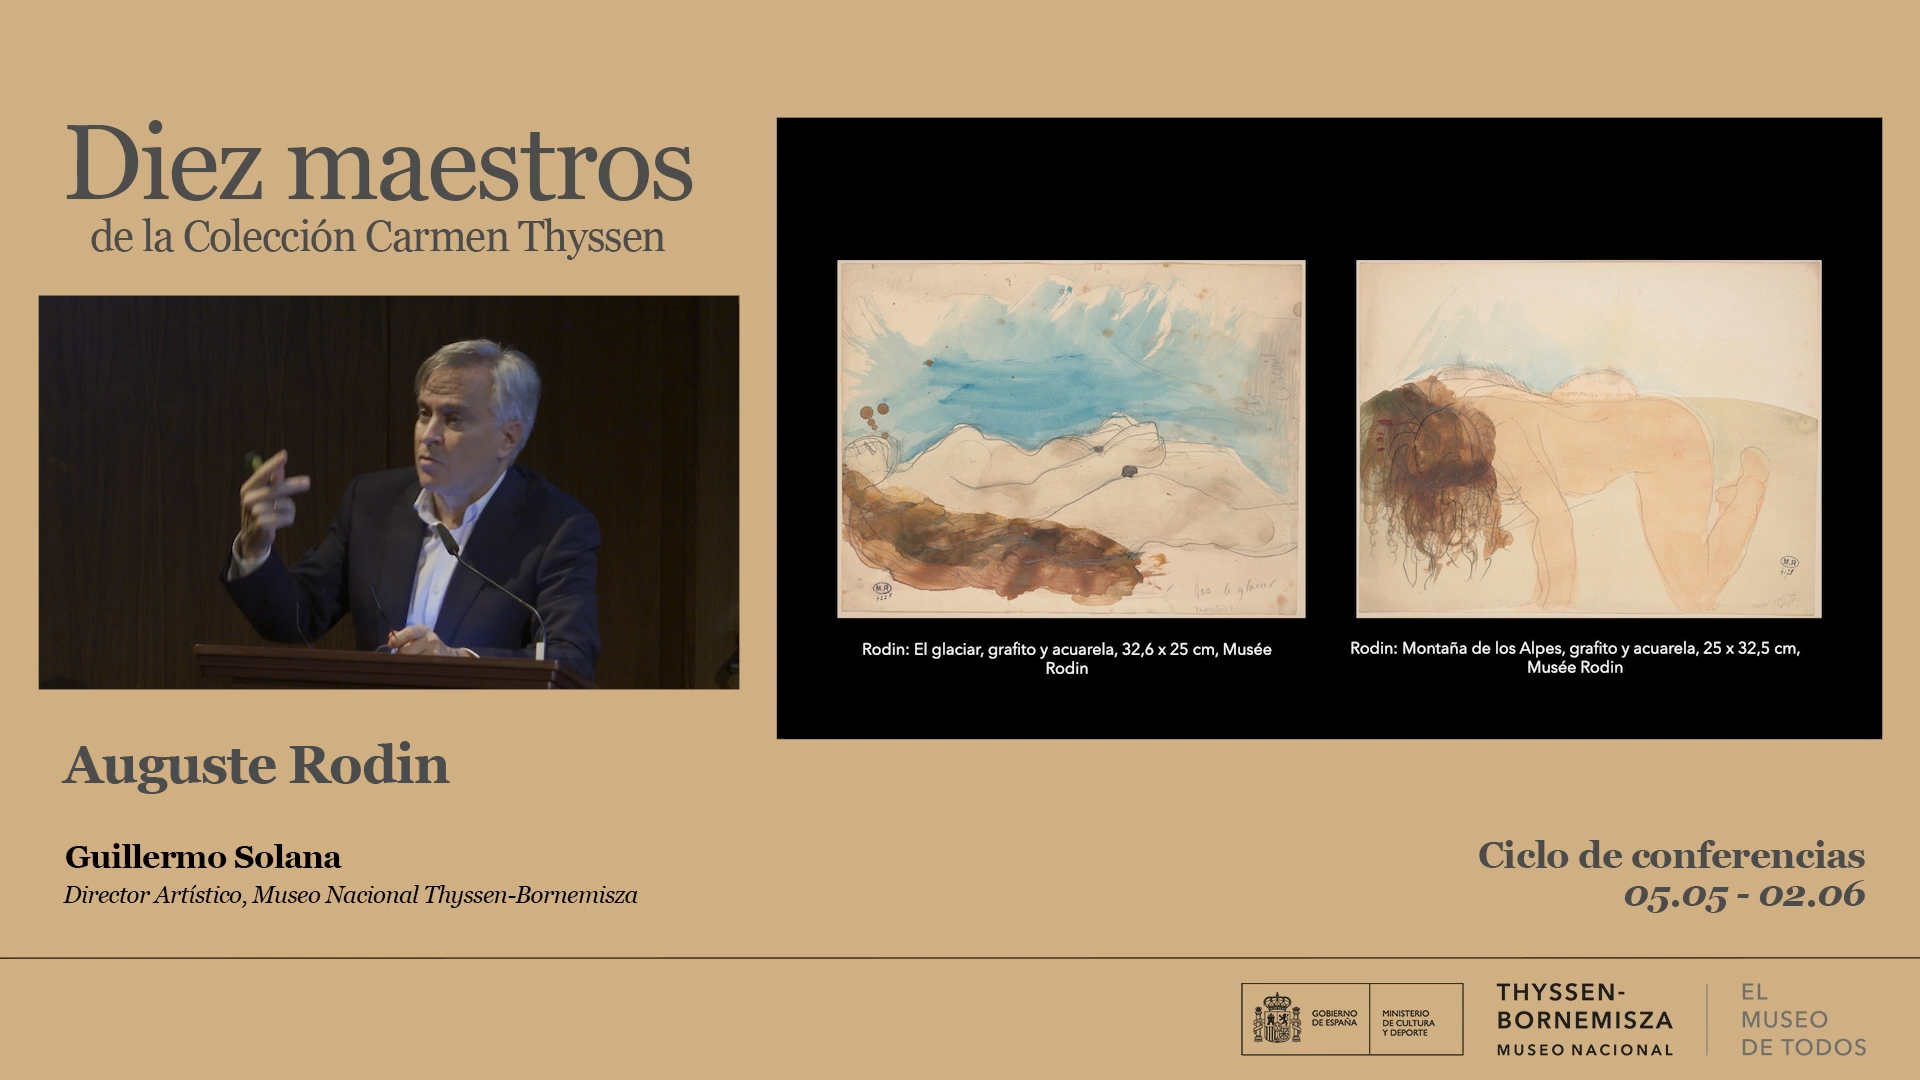 Diez maestros
de la Colección Carmen Thyssen
Rodin: El glaciar, grafito y acuarela, 32,6 x 25 cm, Musée
Rodin
Rodin: Montaña de los Alpes, grafito y acuarela, 25 x 32,5 cm,
Musée Rodin
M.R
M.R
Auguste Rodin
Guillermo Solana
Director Artístico, Museo Nacional Thyssen-Bornemisza
Ciclo de conferencias
05.05 - 02.06
GOBIERNO
DE ESPAÑA
MINISTERIO
DE CULTURA
Y DEPORTE
THYSSEN-
BORNEMISZA
MUSEO NACIONAL
EL
MUSEO
DE TODOS